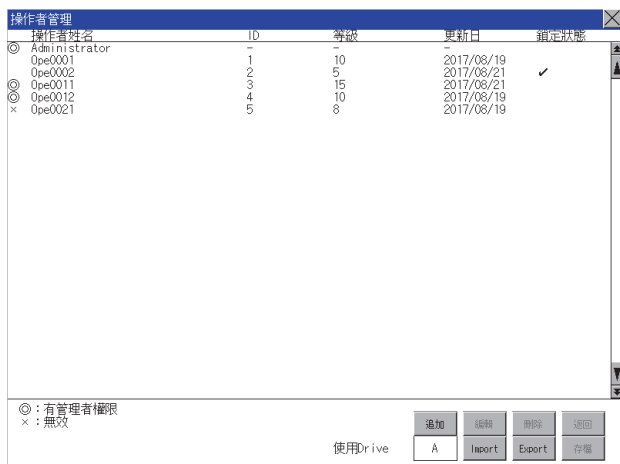 操作者管理
操作者姓名 ID 等級 更新日 鎖定狀態
◎ Administrator - - -
Ope0001 1 10 2017/08/19
Ope0002 2 5 2017/08/21 ✓
◎ Ope0011 3 15 2017/08/21
◎ Ope0012 4 10 2017/08/19
× Ope0021 5 8 2017/08/19
◎：有管理者權限
×：無效
追加 編輯 刪除 返回
使用Drive A Import Export 存檔